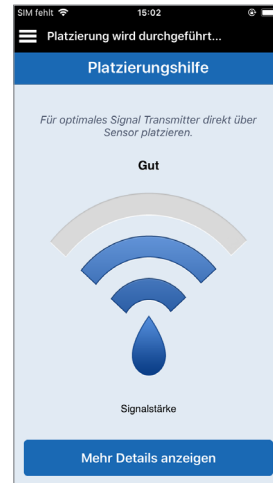 SIM fehlt 15:02
Platzierung wird durchgeführt...
Platzierungshilfe
Für optimales Signal Transmitter direkt über
Sensor platzieren.
Gut
Signalstärke
Mehr Details anzeigen